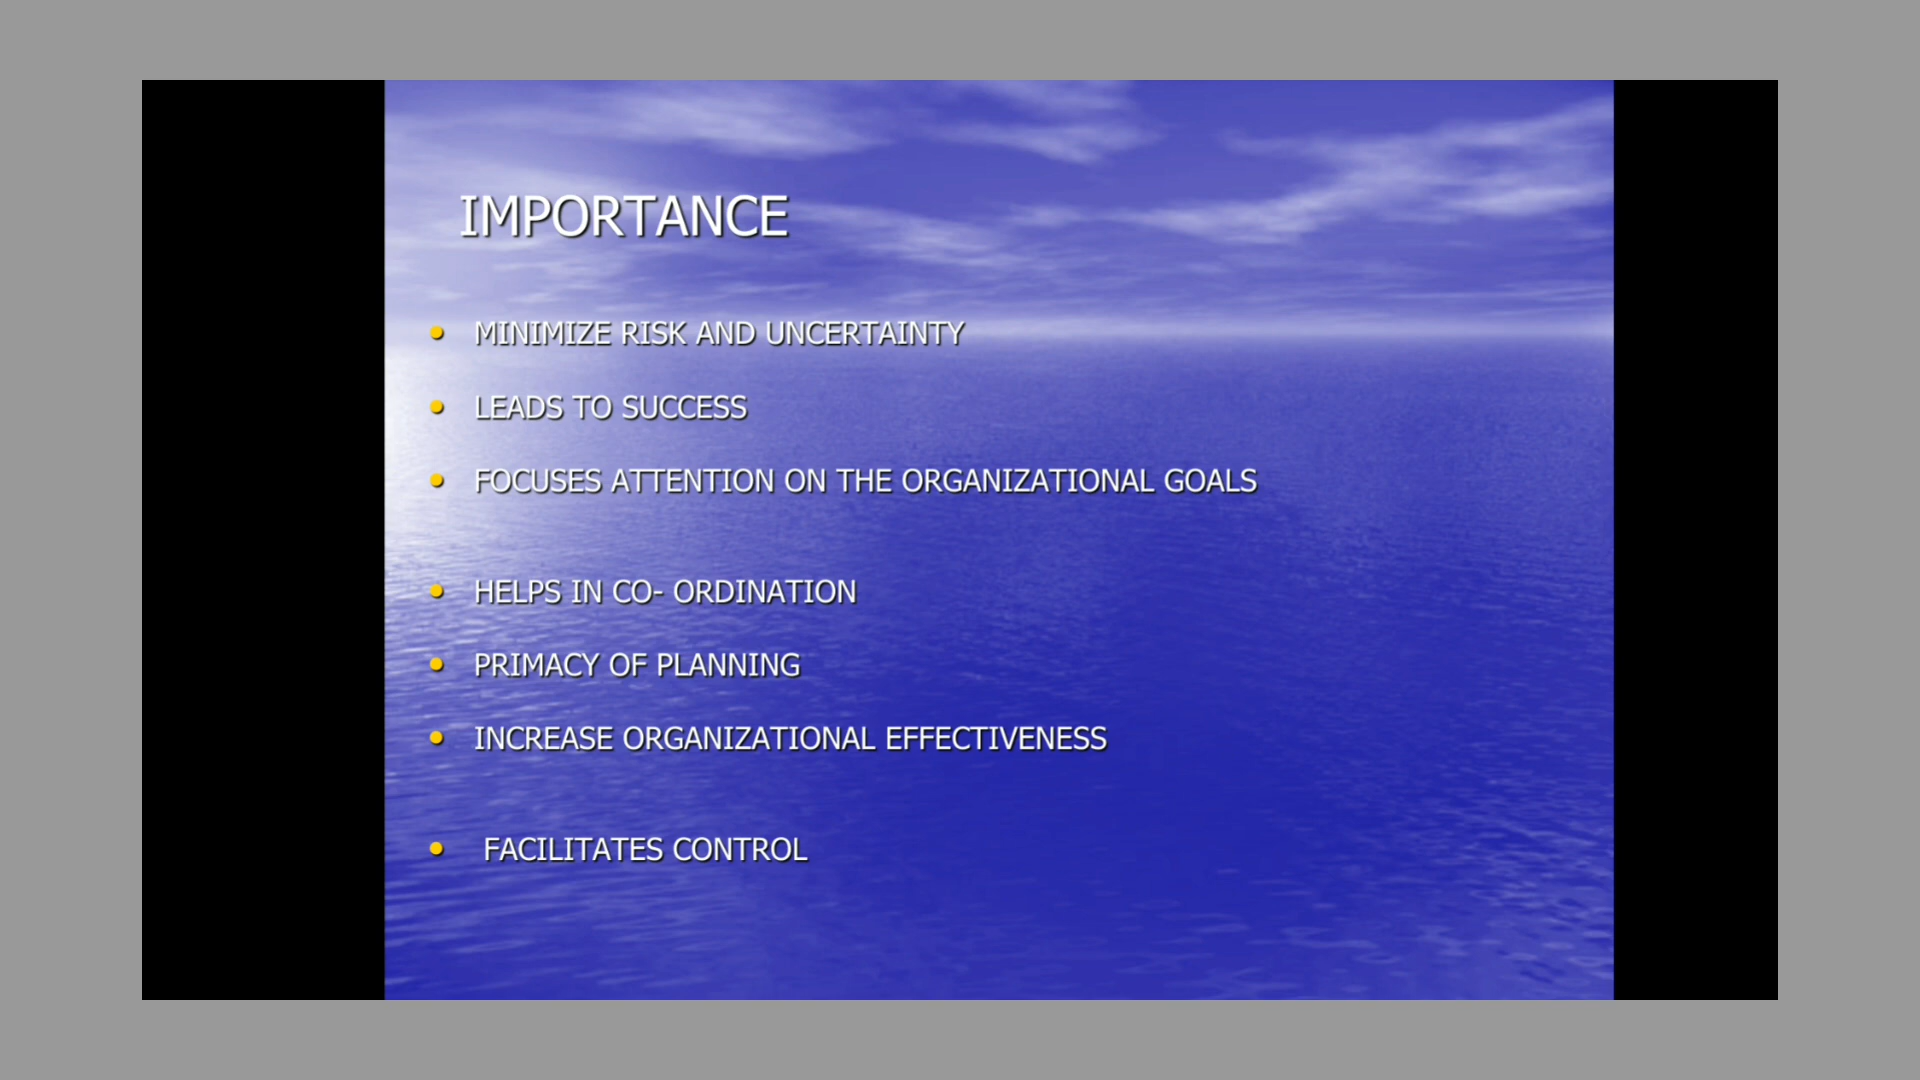 IMPORTANCE
• MINIMIZE RISK AND UNCERTAINTY
• LEADS TO SUCCESS
• FOCUSES ATTENTION ON THE ORGANIZATIONAL GOALS
• HELPS IN CO- ORDINATION
• PRIMACY OF PLANNING
• INCREASE ORGANIZATIONAL EFFECTIVENESS
• FACILITATES CONTROL